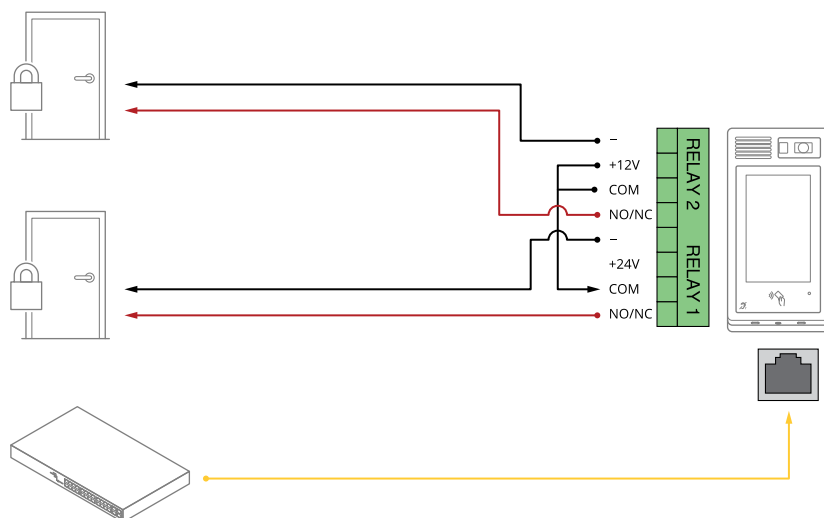 –
+12V
COM
NO/NC
–
+24V
COM
NO/NC
RELAY 2
RELAY 1